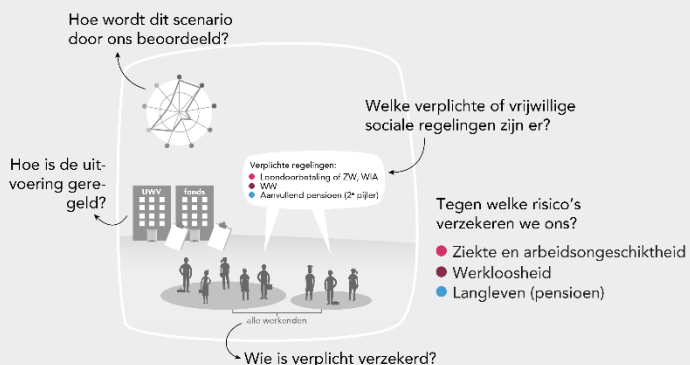 Hoe wordt dit scenario
door ons beoordeeld?
Welke verplichte of vrijwillige
sociale regelingen zijn er?
Hoe is de uit-
voering gere-
geld?
Verplichte regelingen:
Loondoorbetaling of ZW, WIA
WW
Aanvullend pensioen (2e pijler)
UWV
fonds
Tegen welke risico's
verzekeren we ons?
Ziekte en arbeidsongeschiktheid
Werkloosheid
Langleven (pensioen)
alle werkenden
Wie is verplicht verzekerd?